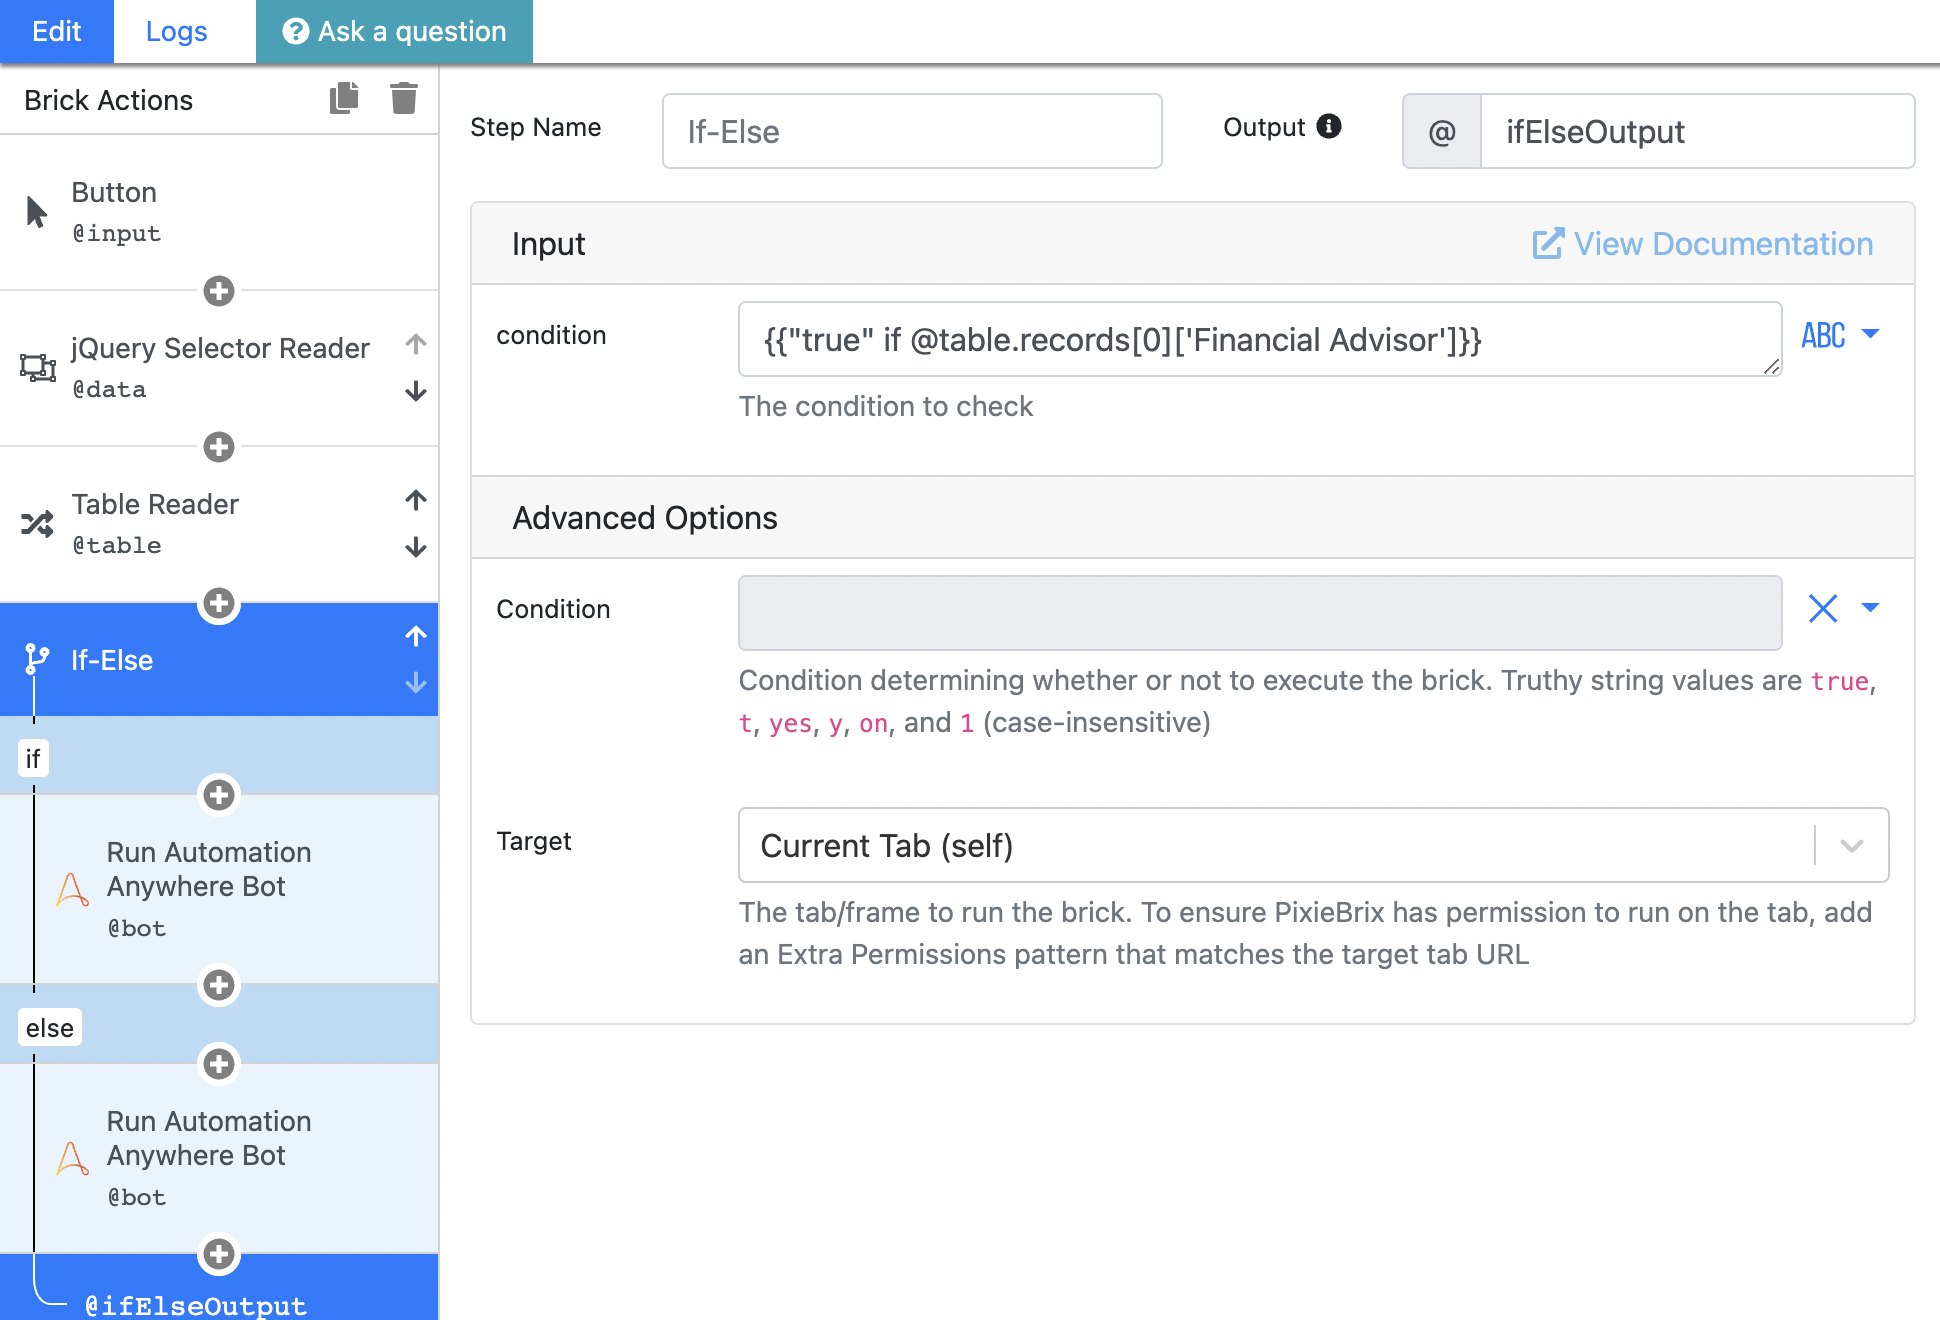 Edit
Logs
Ask a question
Brick Actions
Button
@input
jQuery Selector Reader
@data
Table Reader
@table
If-Else
if
Run Automation
Anywhere Bot
@bot
else
Run Automation
Anywhere Bot
@bot
@ifElseOutput
Step Name
If-Else
Output
@
ifElseOutput
Input
View Documentation
condition
{{"true" if @table.records[0]['Financial Advisor']}}
ABC
The condition to check
Advanced Options
Condition
Condition determining whether or not to execute the brick. Truthy string values are true,
t, yes, y, on, and 1 (case-insensitive)
Target
Current Tab (self)
The tab/frame to run the brick. To ensure PixieBrix has permission to run on the tab, add
an Extra Permissions pattern that matches the target tab URL